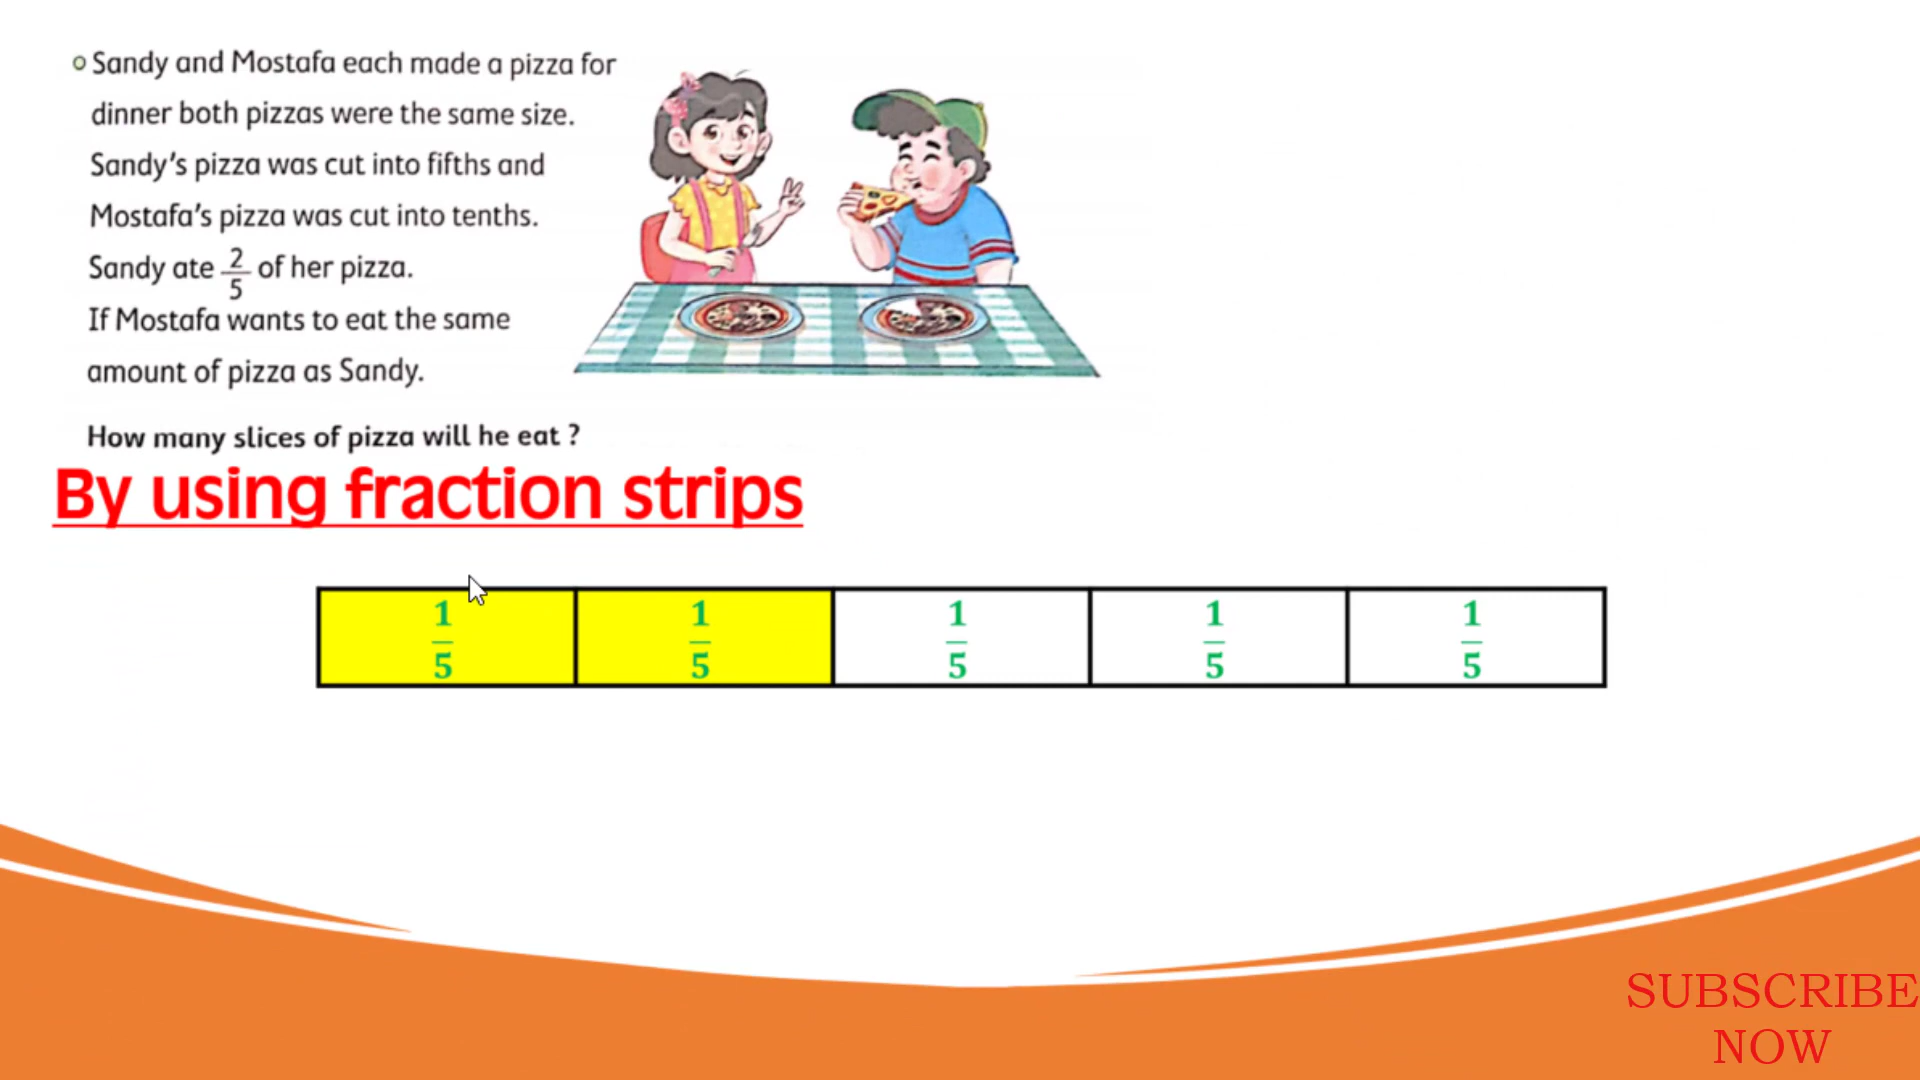 Sandy and Mostafa each made a pizza for
dinner both pizzas were the same size.
Sandy's pizza was cut into fifths and
Mostafa's pizza was cut into tenths.
Sandy ate 2/5 of her pizza.
If Mostafa wants to eat the same
amount of pizza as Sandy.
How many slices of pizza will he eat ?
By using fraction strips
1/5 1/5 1/5 1/5 1/5
SUBSCRIBE
NOW